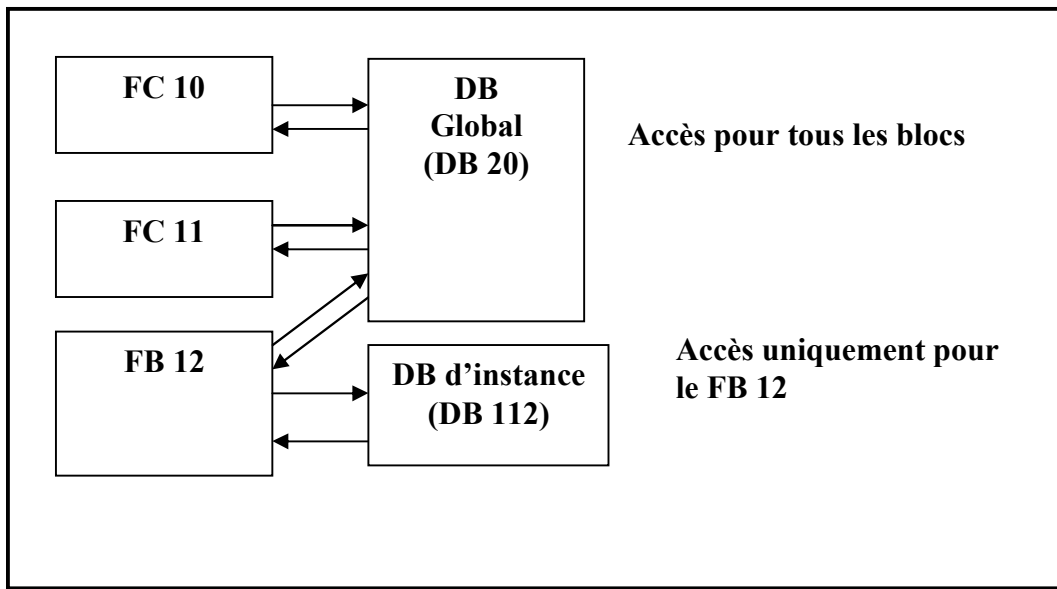 FC 10
DB
Global
(DB 20)
Accès pour tous les blocs
FC 11
FB 12
DB d’instance
(DB 112)
Accès uniquement pour
le FB 12